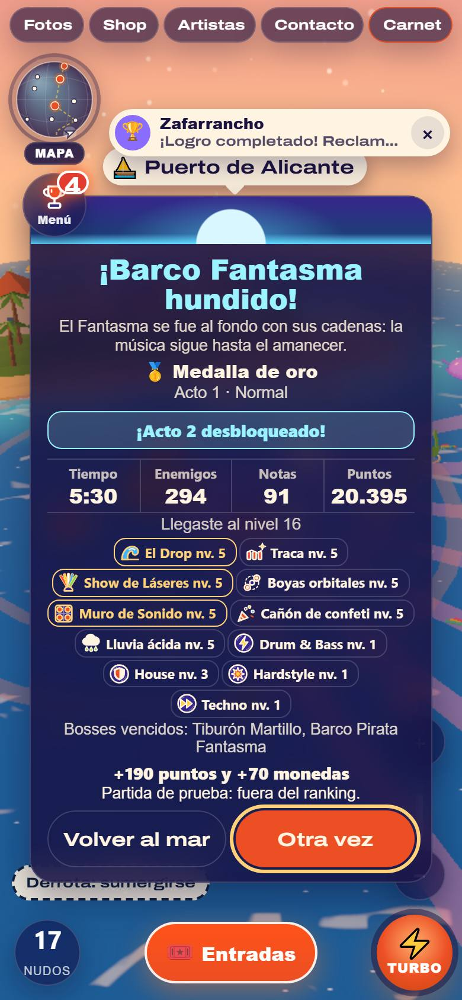 Fotos
Shop
Artistas
Contacto
Carnet
MAPA
Zafarrancho
¡Logro completado! Reclam...
×
Puerto de Alicante
4
Menú
¡Barco Fantasma
hundido!
El Fantasma se fue al fondo con sus cadenas: la
música sigue hasta el amanecer.
Medalla de oro
Acto 1 · Normal
¡Acto 2 desbloqueado!
Tiempo Enemigos Notas Puntos
5:30 294 91 20.395
Llegaste al nivel 16
El Drop nv. 5 Traca nv. 5
Show de Láseres nv. 5 Boyas orbitales nv. 5
Muro de Sonido nv. 5 Cañón de confeti nv. 5
Lluvia ácida nv. 5 Drum & Bass nv. 1
House nv. 3 Hardstyle nv. 1
Techno nv. 1
Bosses vencidos: Tiburón Martillo, Barco Pirata
Fantasma
+190 puntos y +70 monedas
Partida de prueba: fuera del ranking.
Volver al mar Otra vez
Derrota: sumergirse
17
NUDOS
Entradas
TURBO